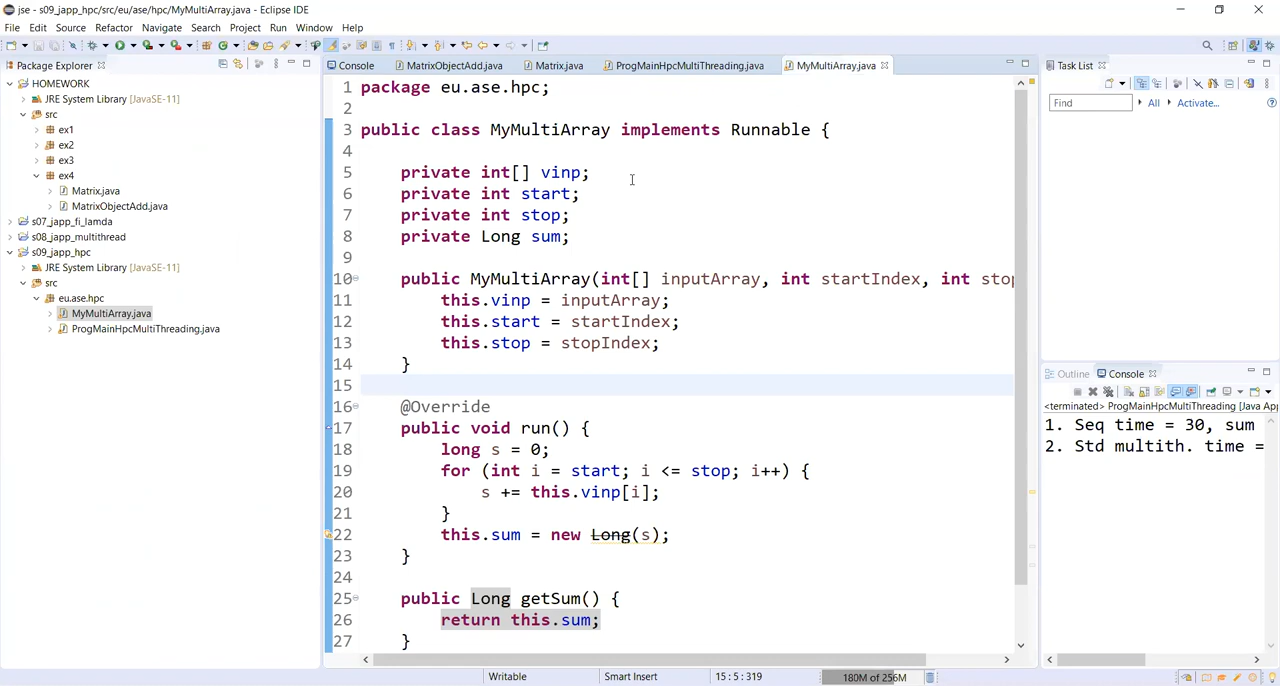 jse - s09_japp_hpc/src/eu/ase/hpc/MyMultiArray.java - Eclipse IDE
File Edit Source Refactor Navigate Search Project Run Window Help
Package Explorer
Console
MatrixObjectAdd.java
Matrix.java
ProgMainHpcMultiThreading.java
MyMultiArray.java
Task List
HOMEWORK
JRE System Library [JavaSE-11]
src
ex1
ex2
ex3
ex4
Matrix.java
MatrixObjectAdd.java
s07_japp_fi_lamda
s08_japp_multithread
s09_japp_hpc
JRE System Library [JavaSE-11]
src
eu.ase.hpc
MyMultiArray.java
ProgMainHpcMultiThreading.java
1 package eu.ase.hpc;
2
3 public class MyMultiArray implements Runnable {
4
5 private int[] vinp;
6 private int start;
7 private int stop;
8 private Long sum;
9
10 public MyMultiArray(int[] inputArray, int startIndex, int stop
11 this.vinp = inputArray;
12 this.start = startIndex;
13 this.stop = stopIndex;
14 }
15
16 @Override
17 public void run() {
18 long s = 0;
19 for (int i = start; i <= stop; i++) {
20 s += this.vinp[i];
21 }
22 this.sum = new Long(s);
23 }
24
25 public Long getSum() {
26 return this.sum;
27 }
Find
All
Activate...
Outline
Console
<terminated> ProgMainHpcMultiThreading [Java App
1. Seq time = 30, sum
2. Std multith. time =
Writable
Smart Insert
15 : 5 : 319
180M of 256M